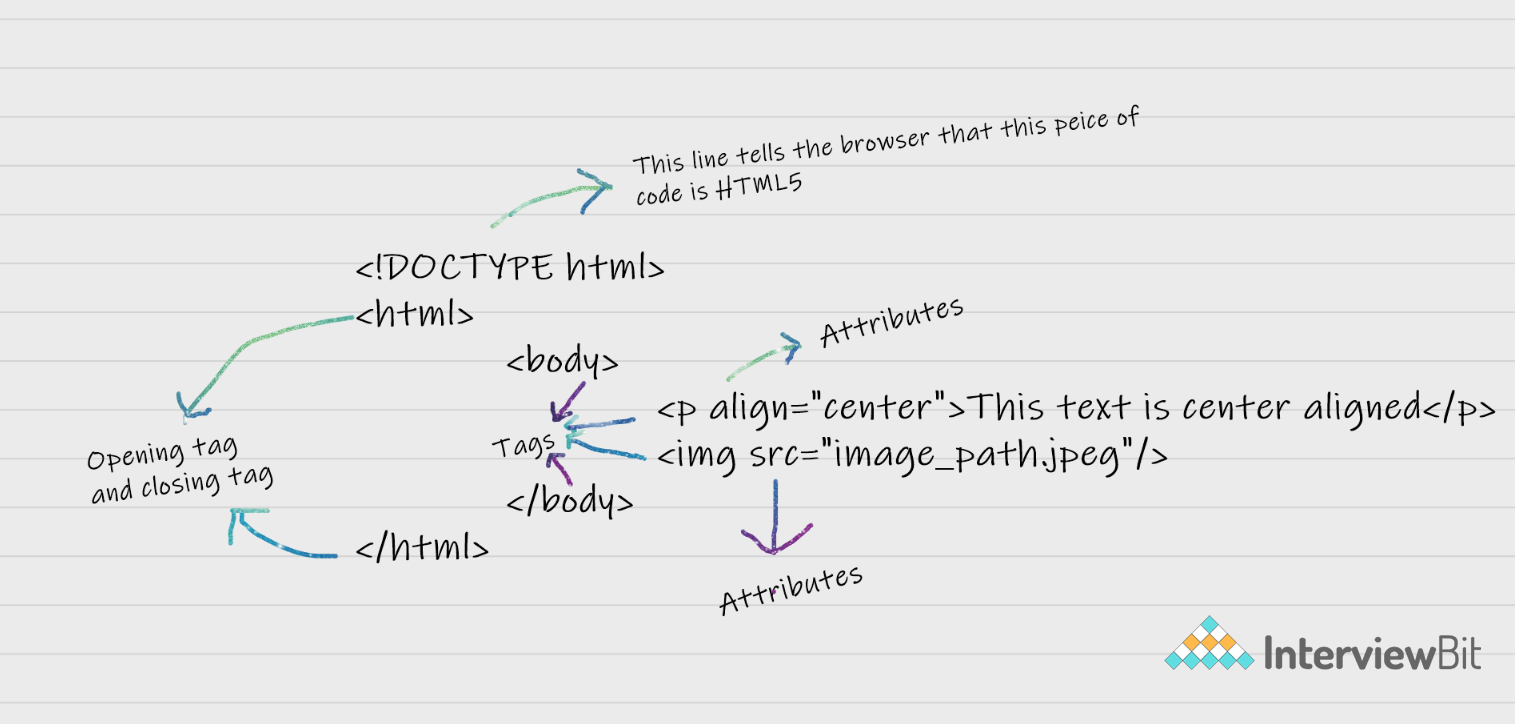 This line tells the browser that this peice of
code is HTML5
<!DOCTYPE html>
<html>
Attributes
<body>
<p align="center">This text is center aligned</p>
Tags
<img src="image_path.jpeg"/>
Opening tag
and closing tag
</body>
</html>
Attributes
InterviewBit